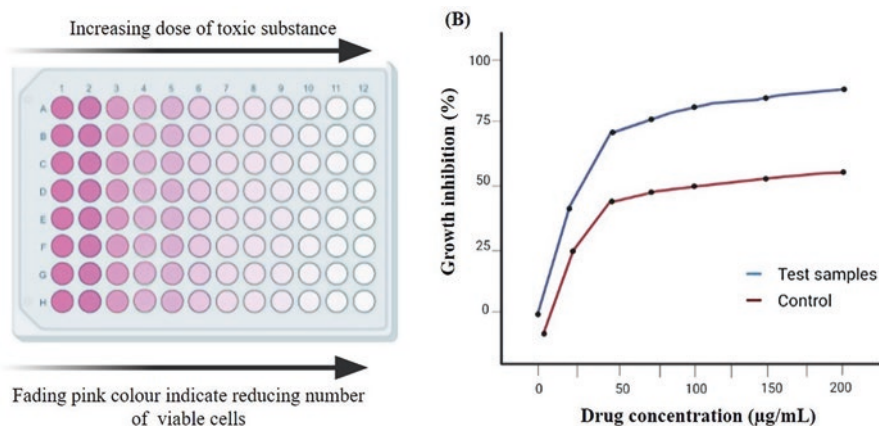 Increasing dose of toxic substance
1 2 3 4 5 6 7 8 9 10 11 12
A
B
C
D
E
F
G
H
Fading pink colour indicate reducing number
of viable cells
(B)
Growth inhibition (%)
100
75
50
25
0
Test samples
Control
0 50 100 150 200
Drug concentration (μg/mL)